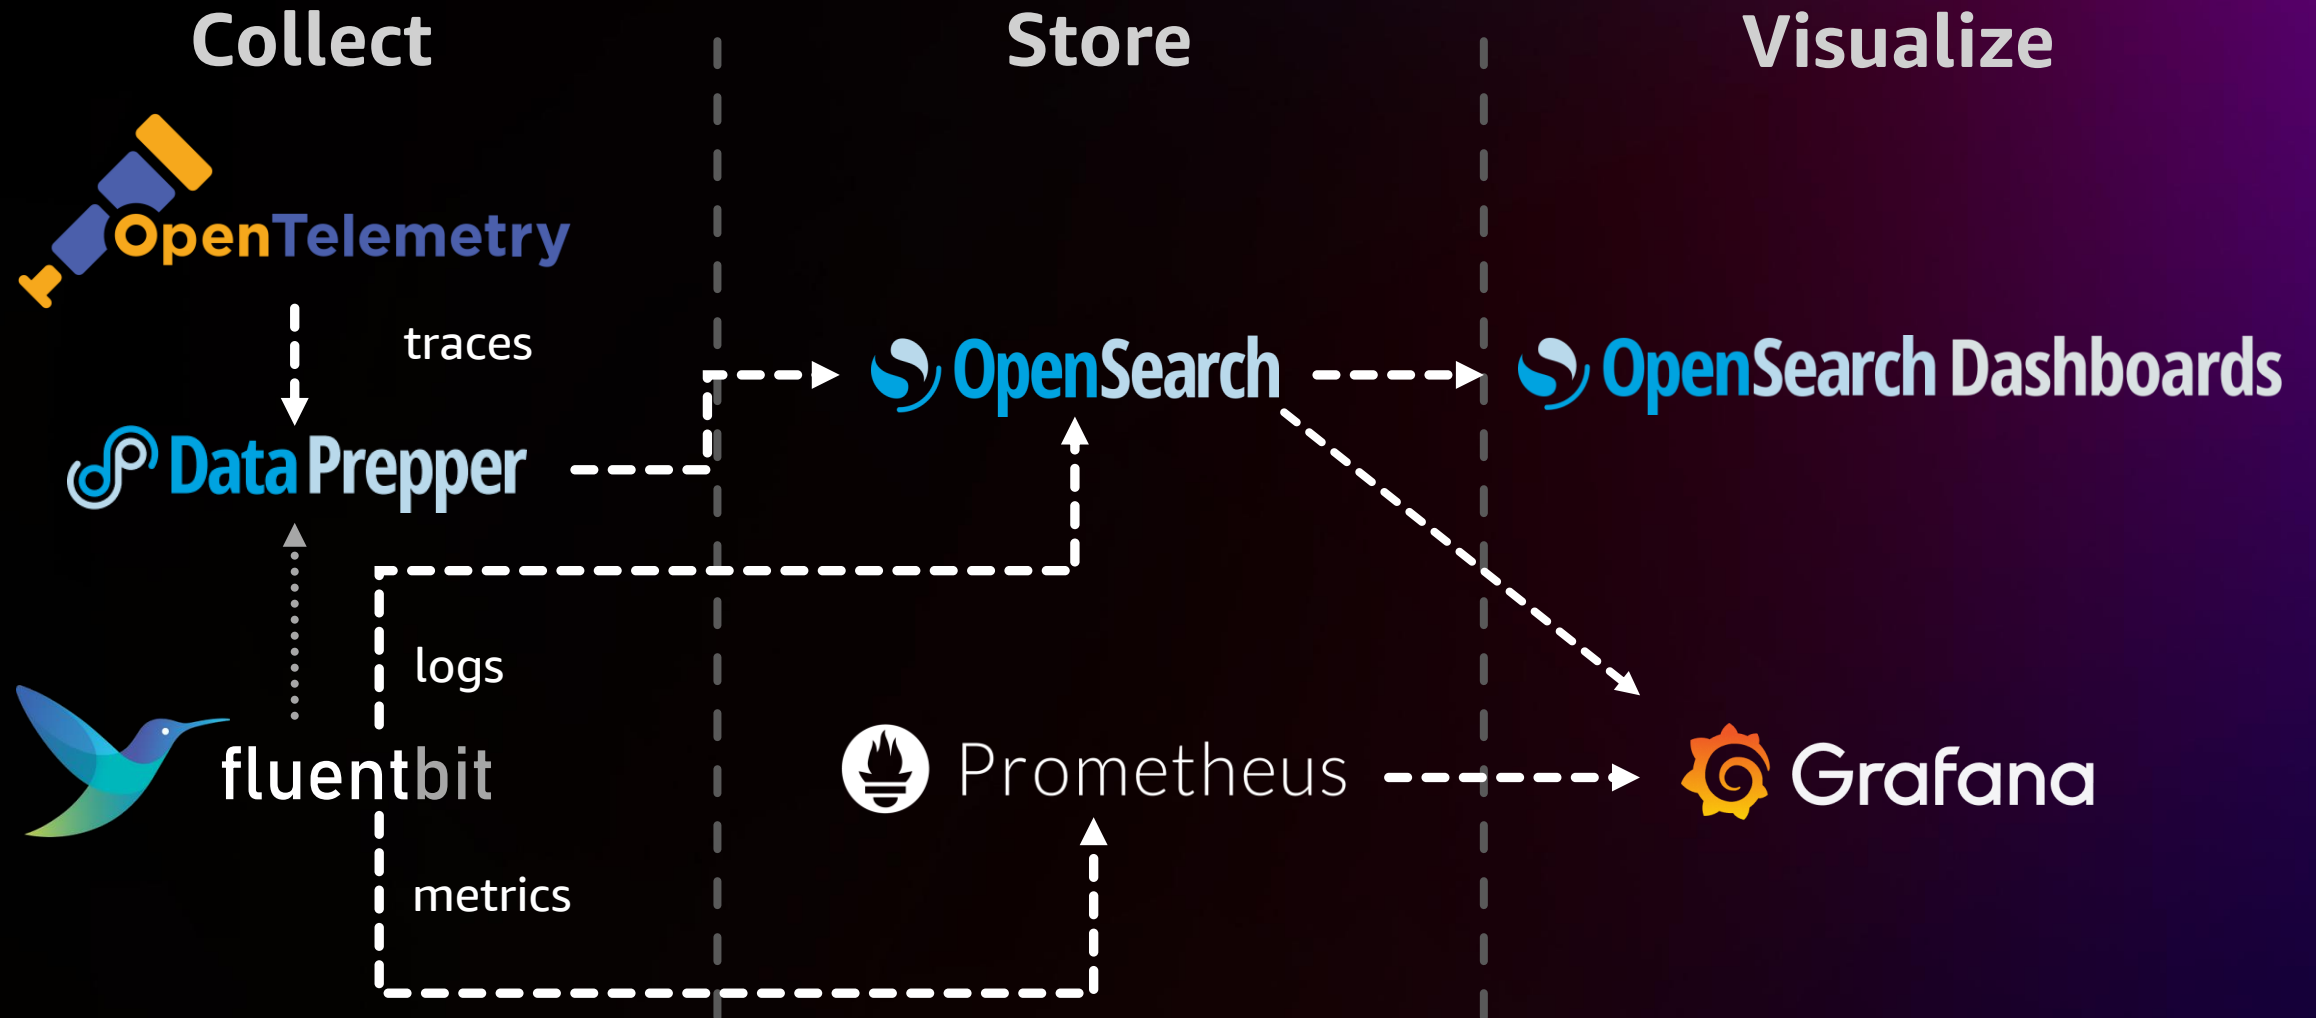 Collect
Store
Visualize
OpenTelemetry
traces
OpenSearch
OpenSearch Dashboards
Data Prepper
logs
fluentbit
Prometheus
Grafana
metrics